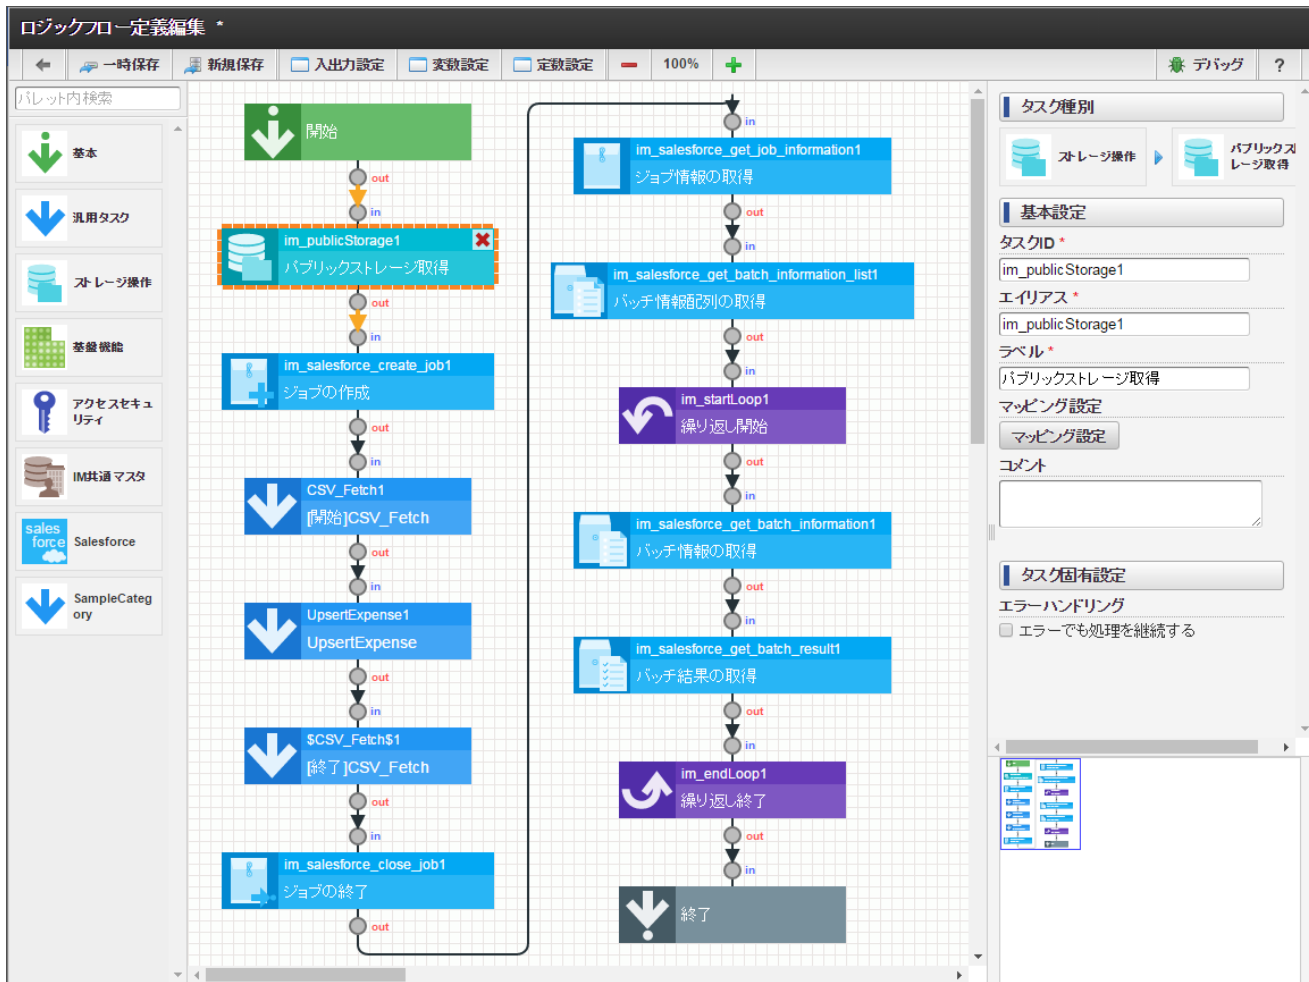 ロジックフロー定義編集 *
一時保存
新規保存
入出力設定
変数設定
定数設定
100%
デバッグ
?
パレット内検索
基本
汎用タスク
ストレージ操作
基盤機能
アクセスセキュ
リティ
IM共通マスタ
sales
force
Salesforce
SampleCateg
ory
開始
out
in
im_publicStorage1
パブリックストレージ取得
out
in
im_salesforce_create_job1
ジョブの作成
out
in
CSV_Fetch1
[開始]CSV_Fetch
out
in
UpsertExpense1
UpsertExpense
out
in
$CSV_Fetch$1
[終了]CSV_Fetch
out
in
im_salesforce_close_job1
ジョブの終了
out
in
im_salesforce_get_job_information1
ジョブ情報の取得
out
in
im_salesforce_get_batch_information_list1
バッチ情報配列の取得
out
in
im_startLoop1
繰り返し開始
out
in
im_salesforce_get_batch_information1
バッチ情報の取得
out
in
im_salesforce_get_batch_result1
バッチ結果の取得
out
in
im_endLoop1
繰り返し終了
out
in
終了
タスク種別
ストレージ操作
パブリックス
レージ取得
基本設定
タスクID *
im_publicStorage1
エイリアス *
im_publicStorage1
ラベル *
パブリックストレージ取得
マッピング設定
マッピング設定
コメント
タスク固有設定
エラーハンドリング
エラーでも処理を継続する